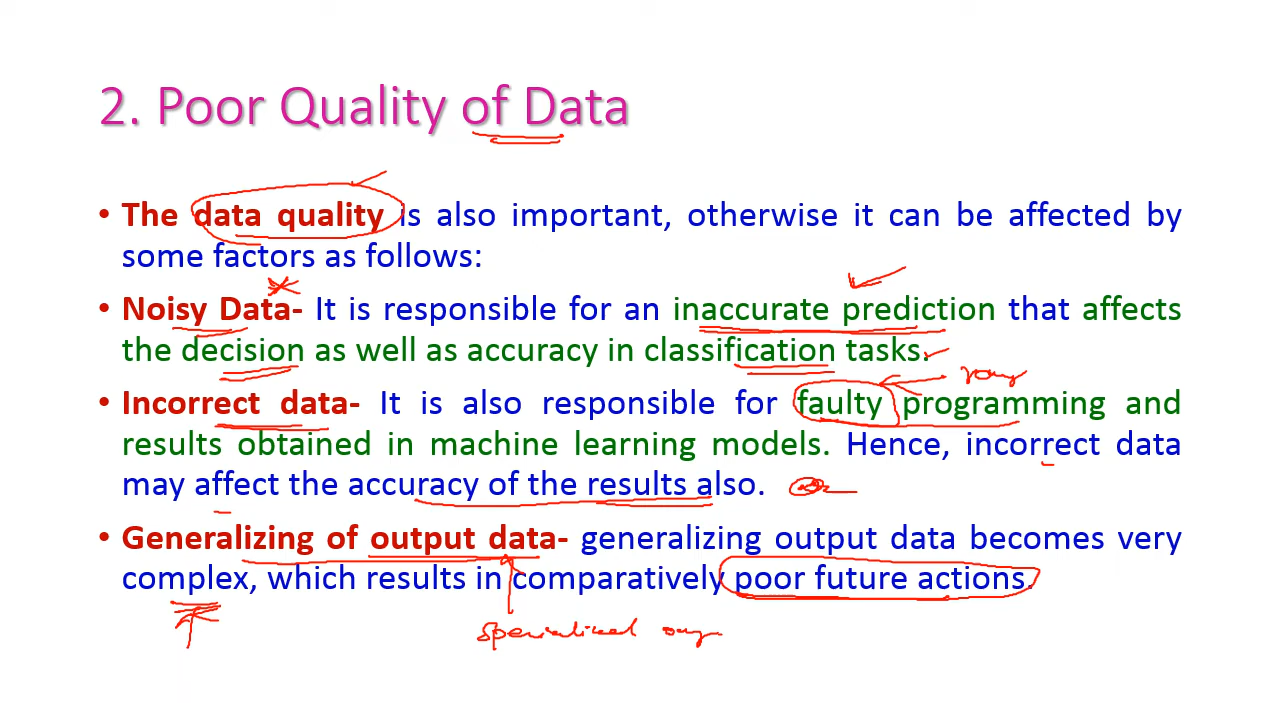 2. Poor Quality of Data
• The data quality is also important, otherwise it can be affected by
some factors as follows:
• Noisy Data- It is responsible for an inaccurate prediction that affects
the decision as well as accuracy in classification tasks.
• Incorrect data- It is also responsible for faulty programming and
results obtained in machine learning models. Hence, incorrect data
may affect the accuracy of the results also.
• Generalizing of output data- generalizing output data becomes very
complex, which results in comparatively poor future actions.
specialized